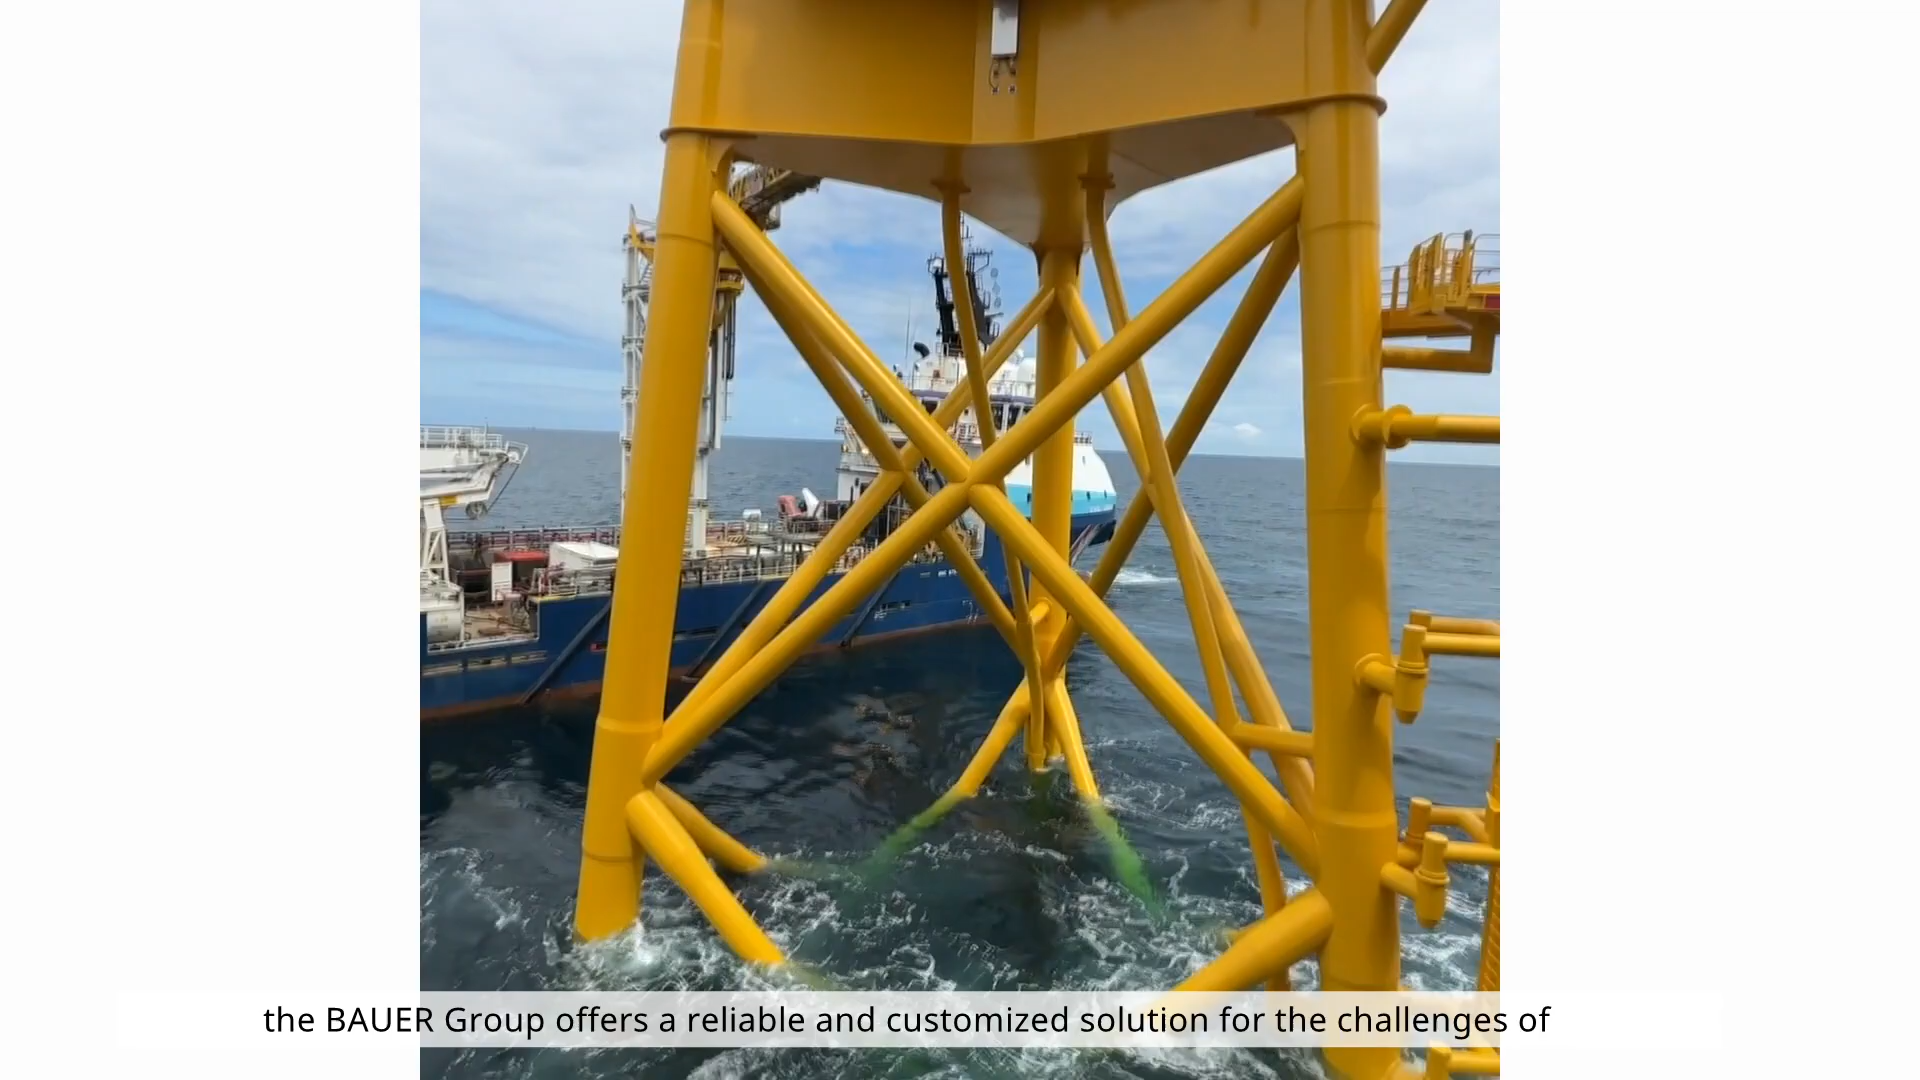 the BAUER Group offers a reliable and customized solution for the challenges of